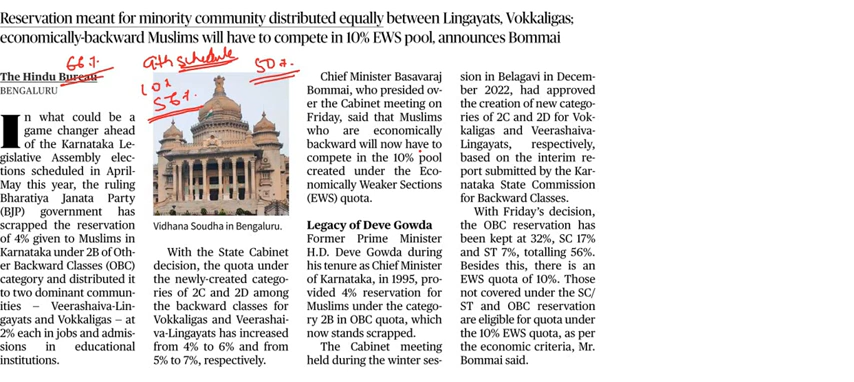 Reservation meant for minority community distributed equally between Lingayats, Vokkaligas;
economically-backward Muslims will have to compete in 10% EWS pool, announces Bommai
66%
9th schedule
50%
10%
56%
The Hindu Bureau
BENGALURU
In what could be a
game changer ahead
of the Karnataka Le-
gislative Assembly elec-
tions scheduled in April-
May this year, the ruling
Bharatiya Janata Party
(BJP) government has
scrapped the reservation
of 4% given to Muslims in
Karnataka under 2B of Oth-
er Backward Classes (OBC)
category and distributed it
to two dominant commun-
ities – Veerashaiva-Lin-
gayats and Vokkaligas – at
2% each in jobs and admis-
sions in educational
institutions.
Vidhana Soudha in Bengaluru.
With the State Cabinet
decision, the quota under
the newly-created catego-
ries of 2C and 2D among
the backward classes for
Vokkaligas and Veerashai-
va-Lingayats has increased
from 4% to 6% and from
5% to 7%, respectively.
Chief Minister Basavaraj
Bommai, who presided ov-
er the Cabinet meeting on
Friday, said that Muslims
who are economically
backward will now have to
compete in the 10% pool
created under the Eco-
nomically Weaker Sections
(EWS) quota.
Legacy of Deve Gowda
Former Prime Minister
H.D. Deve Gowda during
his tenure as Chief Minister
of Karnataka, in 1995, pro-
vided 4% reservation for
Muslims under the catego-
ry 2B in OBC quota, which
now stands scrapped.
The Cabinet meeting
held during the winter ses-
sion in Belagavi in Decem-
ber 2022, had approved
the creation of new catego-
ries of 2C and 2D for Vok-
kaligas and Veerashaiva-
Lingayats, respectively,
based on the interim re-
port submitted by the Kar-
nataka State Commission
for Backward Classes.
With Friday's decision,
the OBC reservation has
been kept at 32%, SC 17%
and ST 7%, totalling 56%.
Besides this, there is an
EWS quota of 10%. Those
not covered under the SC/
ST and OBC reservation
are eligible for quota under
the 10% EWS quota, as per
the economic criteria, Mr.
Bommai said.